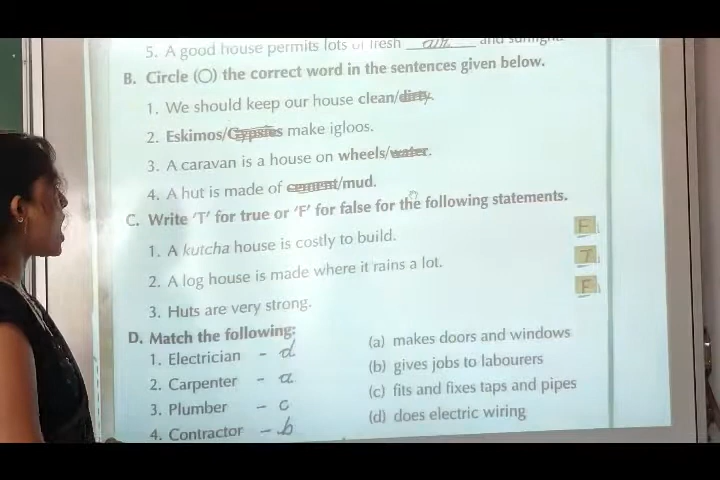 5. A good house permits lots of fresh air and sunlight
B. Circle (○) the correct word in the sentences given below.
1. We should keep our house clean/dirty.
2. Eskimos/Gypsies make igloos.
3. A caravan is a house on wheels/water.
4. A hut is made of cement/mud.
C. Write 'T' for true or 'F' for false for the following statements.
1. A kutcha house is costly to build. F
2. A log house is made where it rains a lot. T
3. Huts are very strong. F
D. Match the following:
1. Electrician - d (a) makes doors and windows
2. Carpenter - a (b) gives jobs to labourers
3. Plumber - c (c) fits and fixes taps and pipes
4. Contractor - b (d) does electric wiring